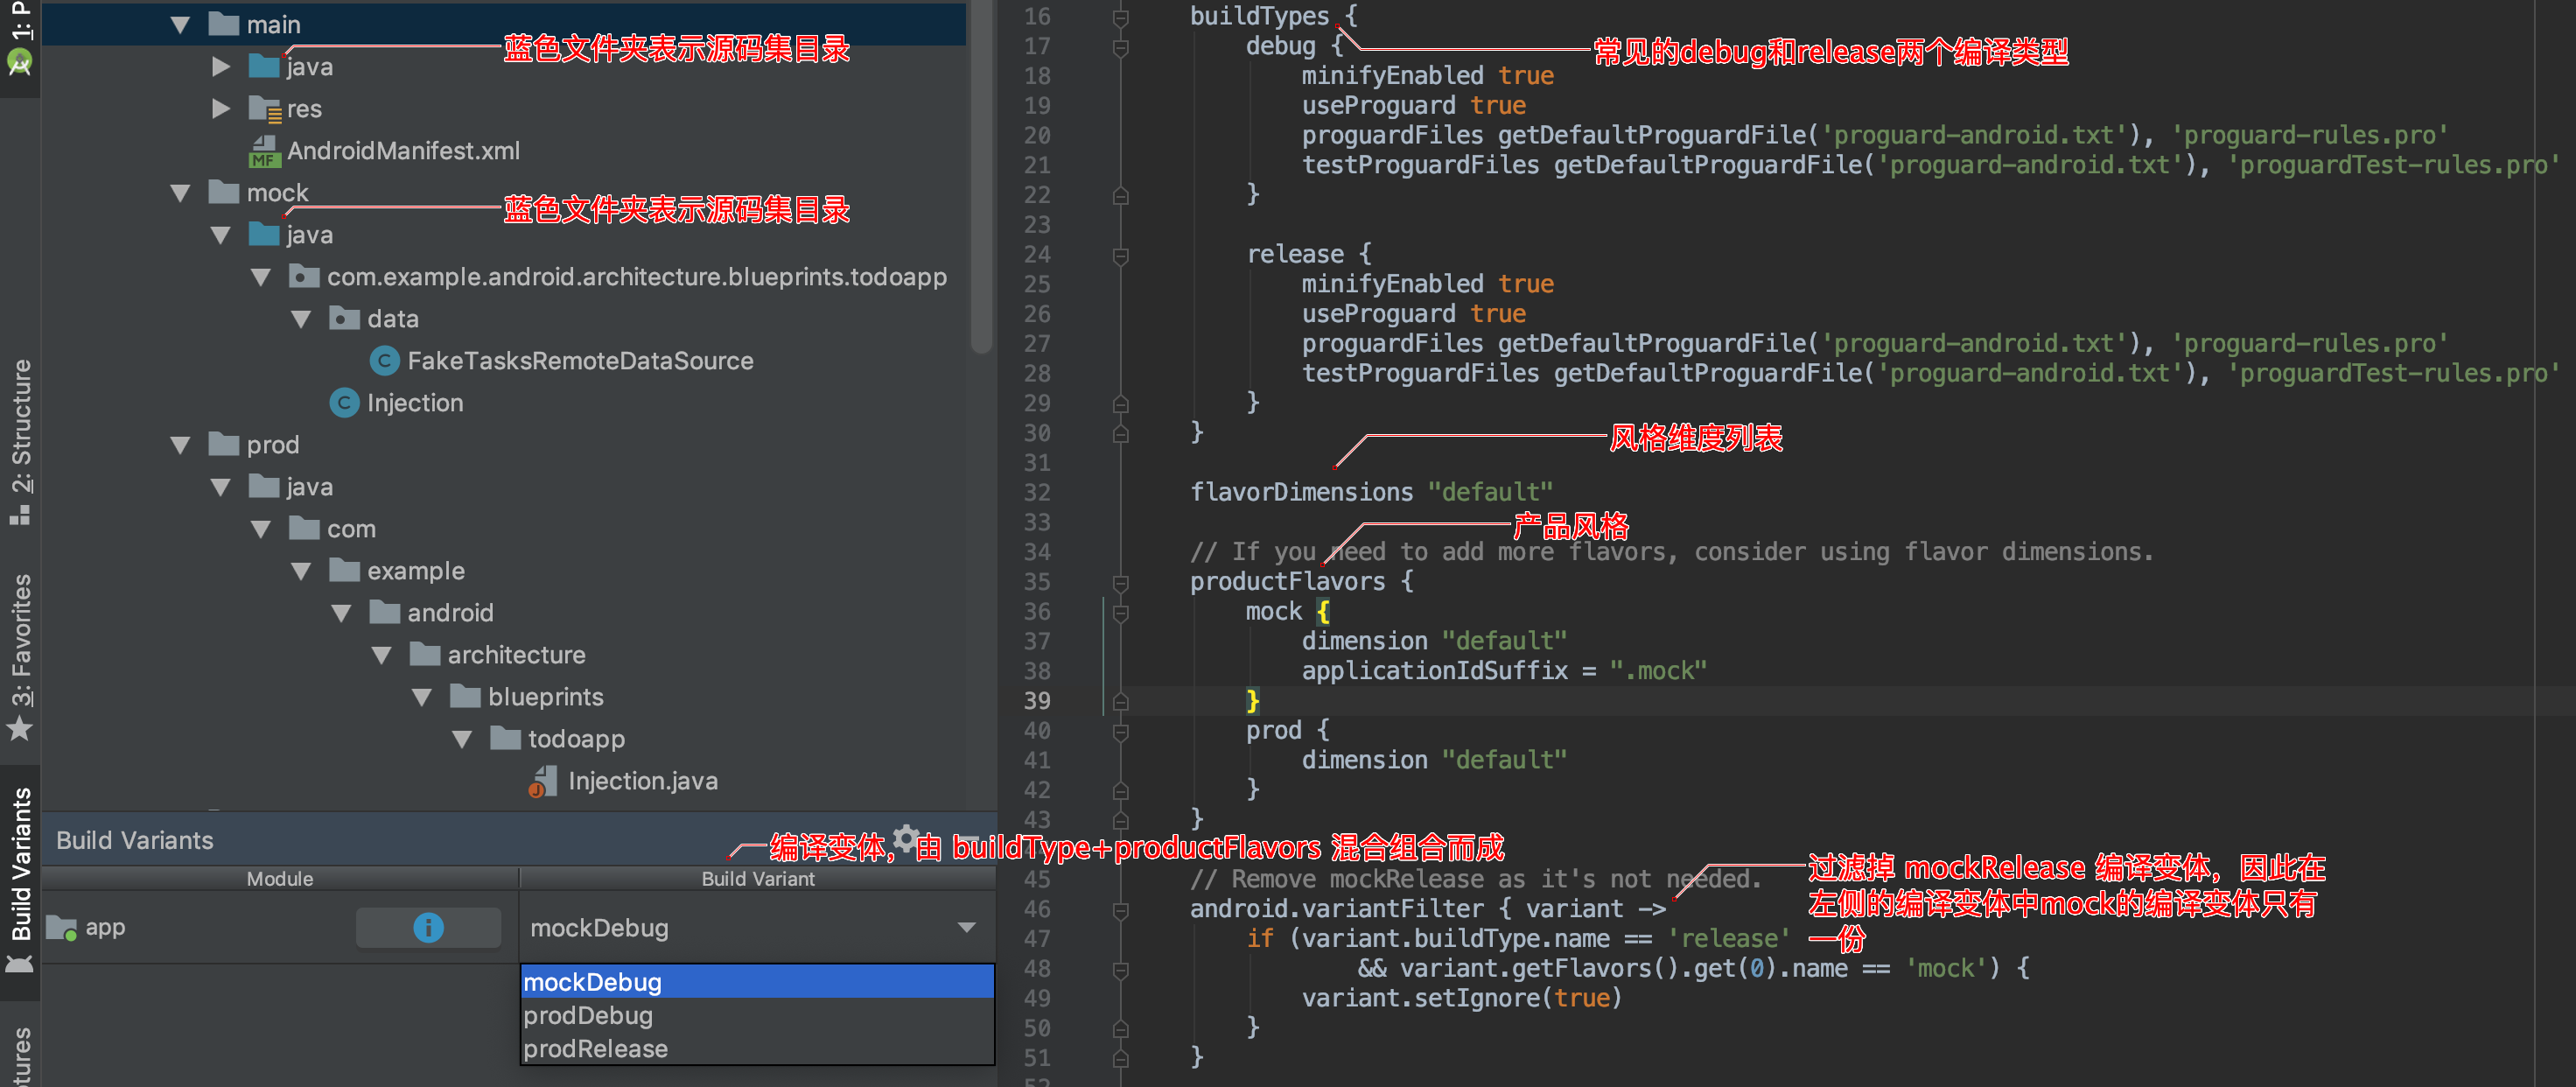 1: P
2: Structure
3: Favorites
Build Variants
ptures
main
java
蓝色文件夹表示源码集目录
res
AndroidManifest.xml
mock
蓝色文件夹表示源码集目录
java
com.example.android.architecture.blueprints.todoapp
data
FakeTasksRemoteDataSource
Injection
prod
java
com
example
android
architecture
blueprints
todoapp
Injection.java
Build Variants
编译变体，由 buildType+productFlavors 混合组合而成
Module
Build Variant
app
mockDebug
mockDebug
prodDebug
prodRelease
16 buildTypes {
常见的debug和release两个编译类型
17 debug {
18 minifyEnabled true
19 useProguard true
20 proguardFiles getDefaultProguardFile('proguard-android.txt'), 'proguard-rules.pro'
21 testProguardFiles getDefaultProguardFile('proguard-android.txt'), 'proguardTest-rules.pro'
22 }
23
24 release {
25 minifyEnabled true
26 useProguard true
27 proguardFiles getDefaultProguardFile('proguard-android.txt'), 'proguard-rules.pro'
28 testProguardFiles getDefaultProguardFile('proguard-android.txt'), 'proguardTest-rules.pro'
29 }
30 }
风格维度列表
31
32 flavorDimensions "default"
33
产品风格
34 // If you need to add more flavors, consider using flavor dimensions.
35 productFlavors {
36 mock {
37 dimension "default"
38 applicationIdSuffix = ".mock"
39 }
40 prod {
41 dimension "default"
42 }
43 }
45 // Remove mockRelease as it's not needed.
过滤掉 mockRelease 编译变体，因此在
左侧的编译变体中mock的编译变体只有
一份
46 android.variantFilter { variant ->
47 if (variant.buildType.name == 'release'
48 && variant.getFlavors().get(0).name == 'mock') {
49 variant.setIgnore(true)
50 }
51 }
52